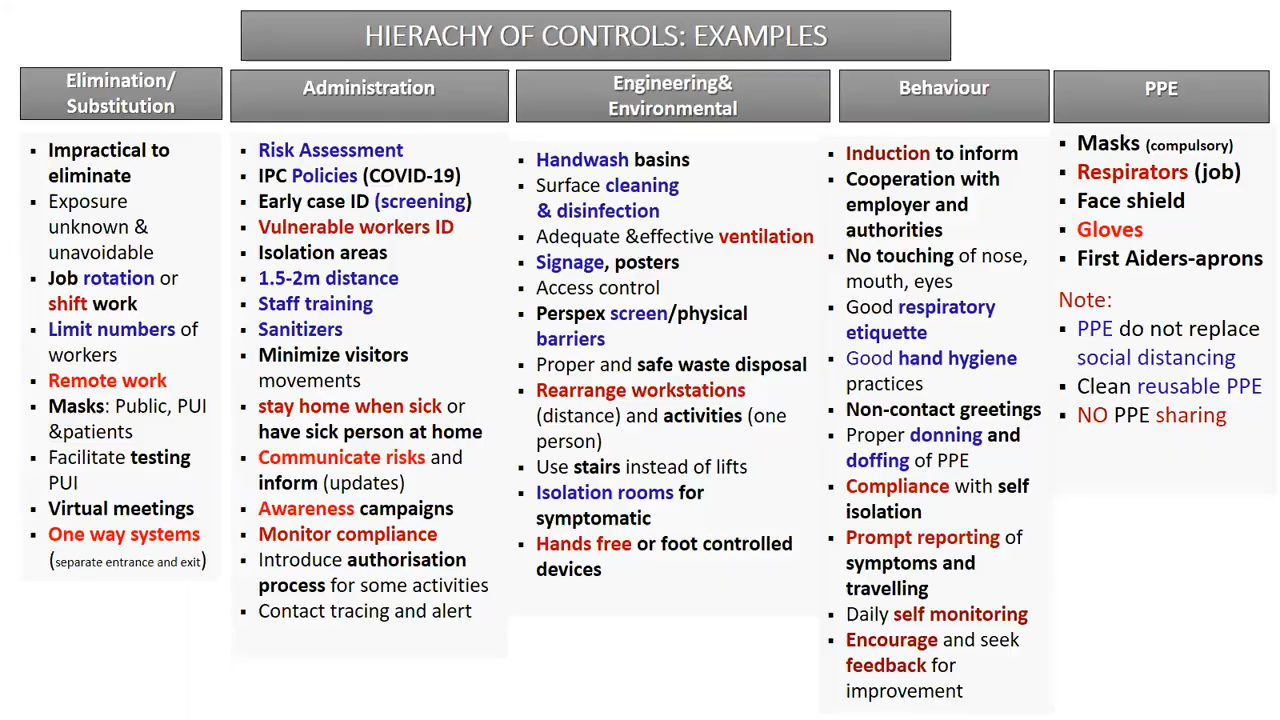 HIERACHY OF CONTROLS: EXAMPLES
Elimination/
Substitution
▪ Impractical to
eliminate
▪ Exposure
unknown &
unavoidable
▪ Job rotation or
shift work
▪ Limit numbers of
workers
▪ Remote work
▪ Masks: Public, PUI
&patients
▪ Facilitate testing
PUI
▪ Virtual meetings
▪ One way systems
(separate entrance and exit)
Administration
▪ Risk Assessment
▪ IPC Policies (COVID-19)
▪ Early case ID (screening)
▪ Vulnerable workers ID
▪ Isolation areas
▪ 1.5-2m distance
▪ Staff training
▪ Sanitizers
▪ Minimize visitors
movements
▪ stay home when sick or
have sick person at home
▪ Communicate risks and
inform (updates)
▪ Awareness campaigns
▪ Monitor compliance
▪ Introduce authorisation
process for some activities
▪ Contact tracing and alert
Engineering&
Environmental
▪ Handwash basins
▪ Surface cleaning
& disinfection
▪ Adequate &effective ventilation
▪ Signage, posters
▪ Access control
▪ Perspex screen/physical
barriers
▪ Proper and safe waste disposal
▪ Rearrange workstations
(distance) and activities (one
person)
▪ Use stairs instead of lifts
▪ Isolation rooms for
symptomatic
▪ Hands free or foot controlled
devices
Behaviour
▪ Induction to inform
▪ Cooperation with
employer and
authorities
▪ No touching of nose,
mouth, eyes
▪ Good respiratory
etiquette
▪ Good hand hygiene
practices
▪ Non-contact greetings
▪ Proper donning and
doffing of PPE
▪ Compliance with self
isolation
▪ Prompt reporting of
symptoms and
travelling
▪ Daily self monitoring
▪ Encourage and seek
feedback for
improvement
PPE
▪ Masks (compulsory)
▪ Respirators (job)
▪ Face shield
▪ Gloves
▪ First Aiders-aprons
Note:
▪ PPE do not replace
social distancing
▪ Clean reusable PPE
▪ NO PPE sharing